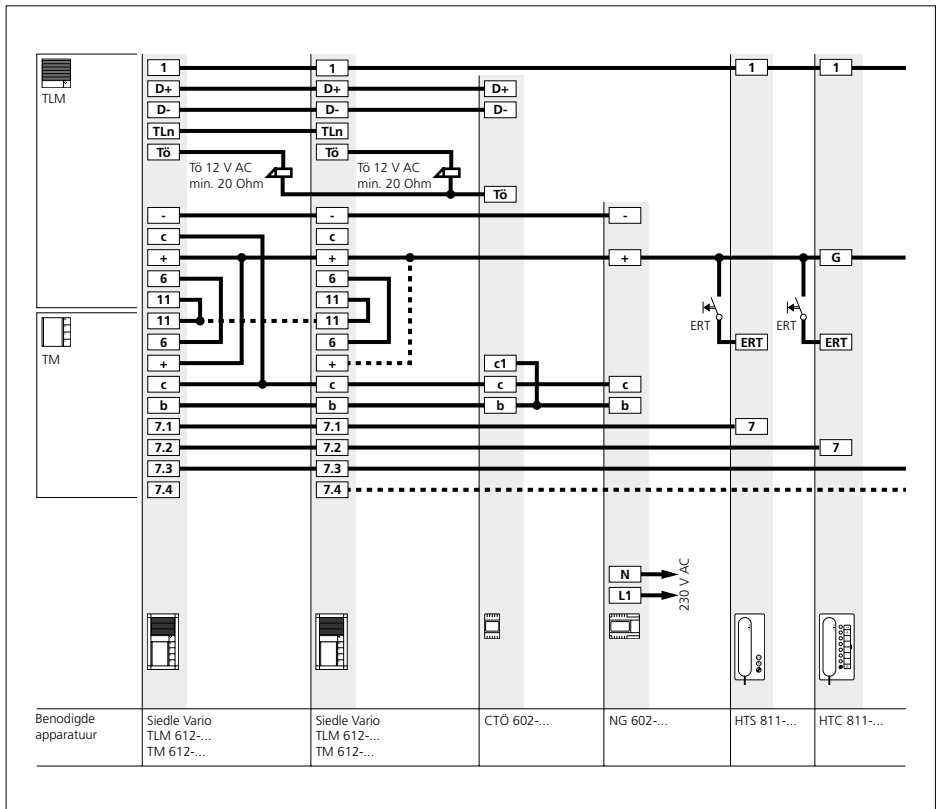 TLM
1 1 1 1
D+ D+ D+
D- D- D-
TLn TLn
Tö Tö
Tö 12 V AC Tö 12 V AC
min. 20 Ohm min. 20 Ohm
Tö
- - -
c c
+ + + G
6 6
11 11
ERT ERT
11 11
TM
6 6 ERT ERT
+ + c1
c c c c
b b b b
7.1 7.1 7
7.2 7.2 7
7.3 7.3
7.4 7.4
N
L1
230 V AC
Benodigde
apparatuur
Siedle Vario
TLM 612-...
TM 612-...
Siedle Vario
TLM 612-...
TM 612-...
CTÖ 602-...
NG 602-...
HTS 811-...
HTC 811-...